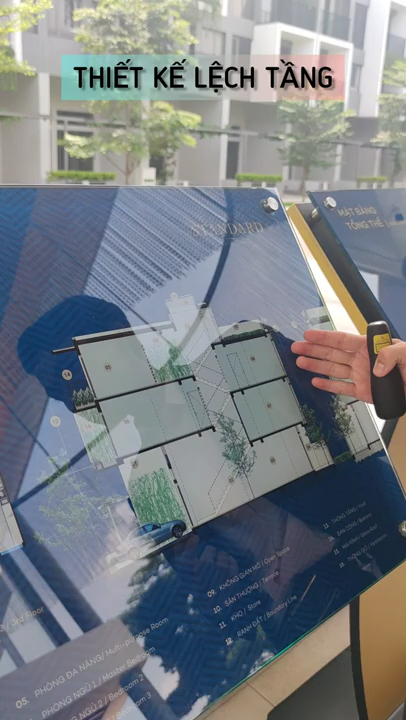 THIẾT KẾ LỆCH TẦNG
STANDARD
MẶT BẰNG
TỔNG THỂ
/ 3rd Floor
05. PHÒNG ĐA NĂNG/ Multi-purpose Room
PHÒNG NGỦ 1 / Master Bedroom
PHÒNG NGỦ 2 / Bedroom 2
09. KHÔNG GIAN MỞ / Open Space
10. SÂN THƯỢNG / Terrace
11. KHO / Store
12. RANH ĐẤT / Boundary Line